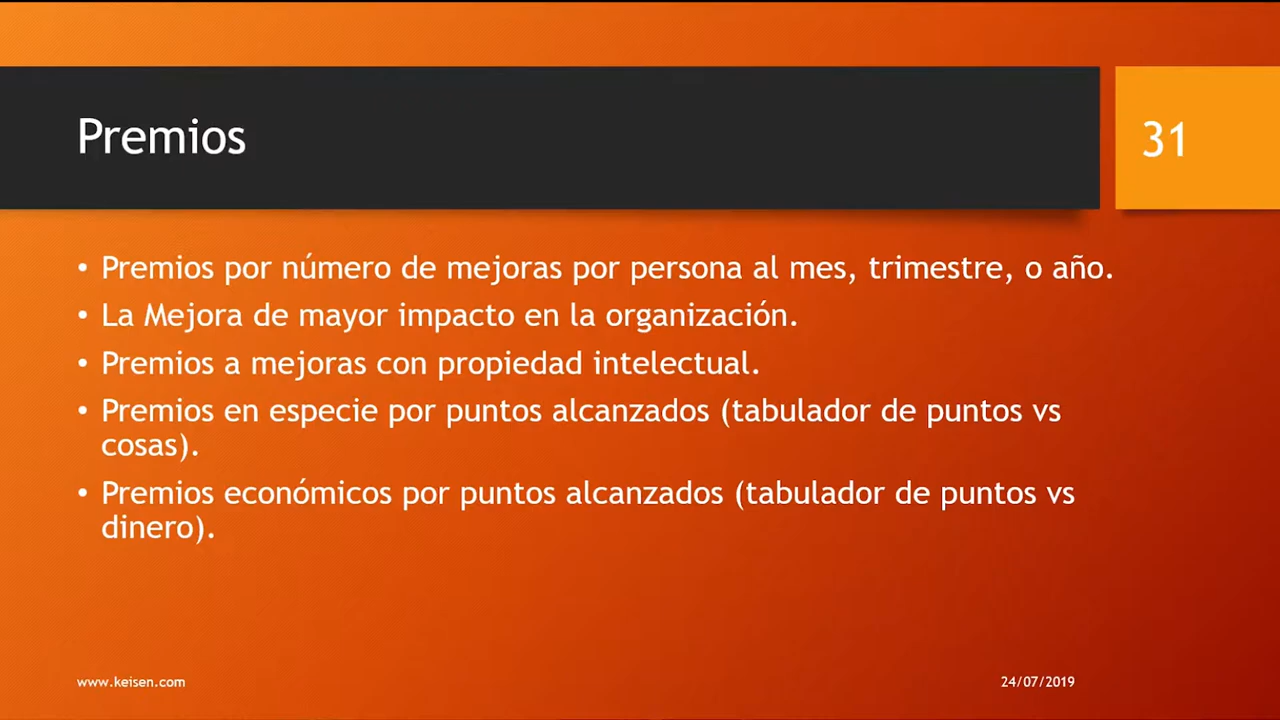 Premios
31
• Premios por número de mejoras por persona al mes, trimestre, o año.
• La Mejora de mayor impacto en la organización.
• Premios a mejoras con propiedad intelectual.
• Premios en especie por puntos alcanzados (tabulador de puntos vs
cosas).
• Premios económicos por puntos alcanzados (tabulador de puntos vs
dinero).
www.keisen.com
24/07/2019